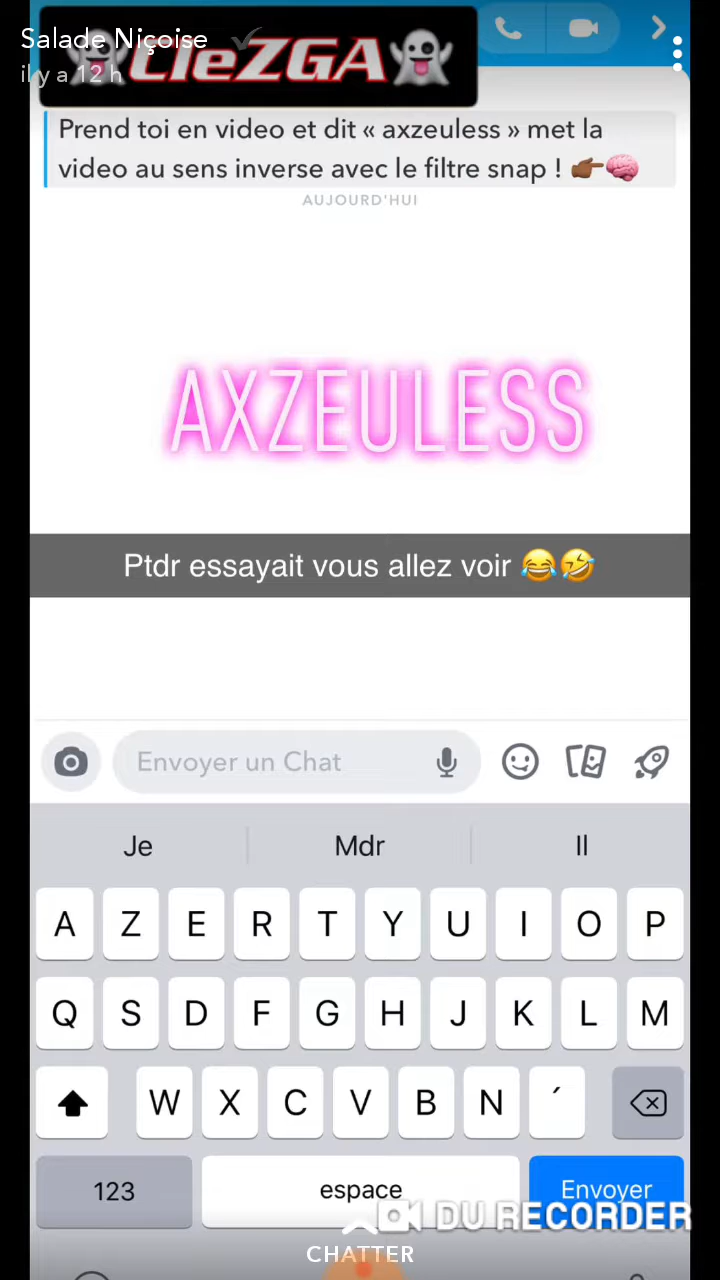 Salade Niçoise
il y a 12 h
👻CleZGA👻
Prend toi en video et dit « axzeuless » met la
video au sens inverse avec le filtre snap ! 👉🏾🧠
AUJOURD'HUI
AXZEULESS
Ptdr essayait vous allez voir 😂🤣
Envoyer un Chat
Je Mdr Il
A Z E R T Y U I O P
Q S D F G H J K L M
W X C V B N ´
123 espace Envoyer
DU RECORDER
CHATTER